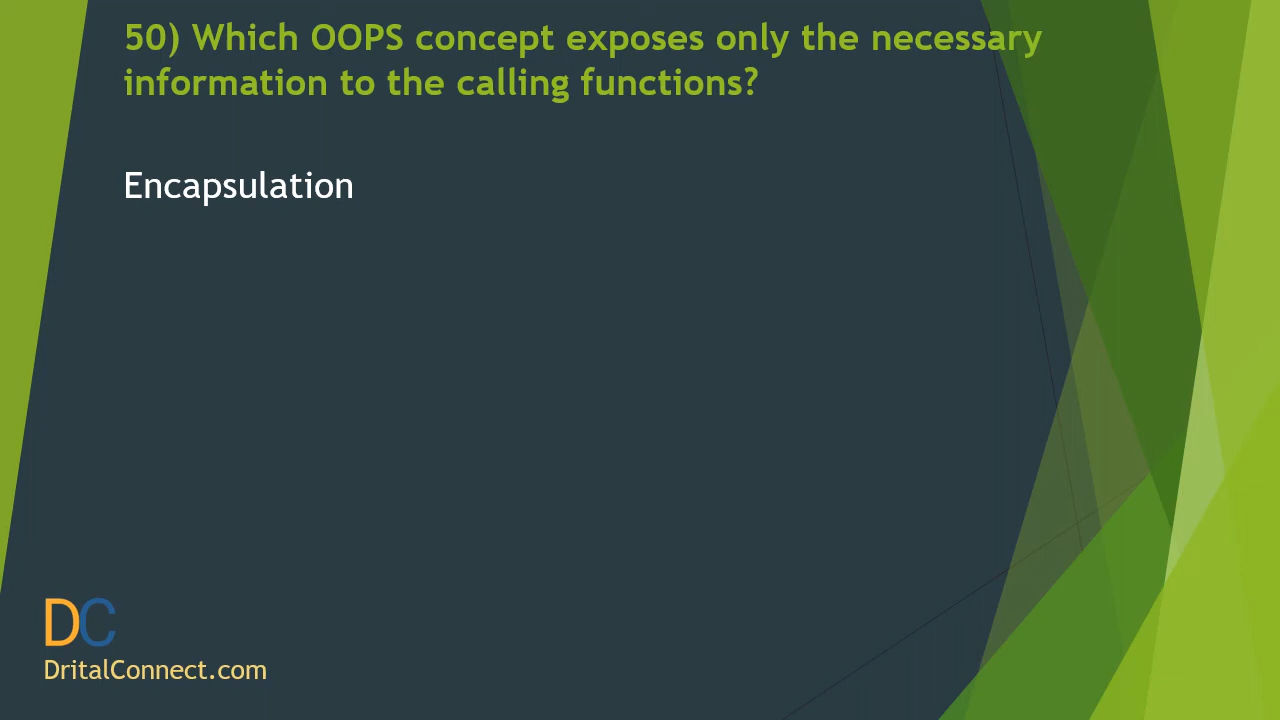 50) Which OOPS concept exposes only the necessary
information to the calling functions?
Encapsulation
DC
DritalConnect.com